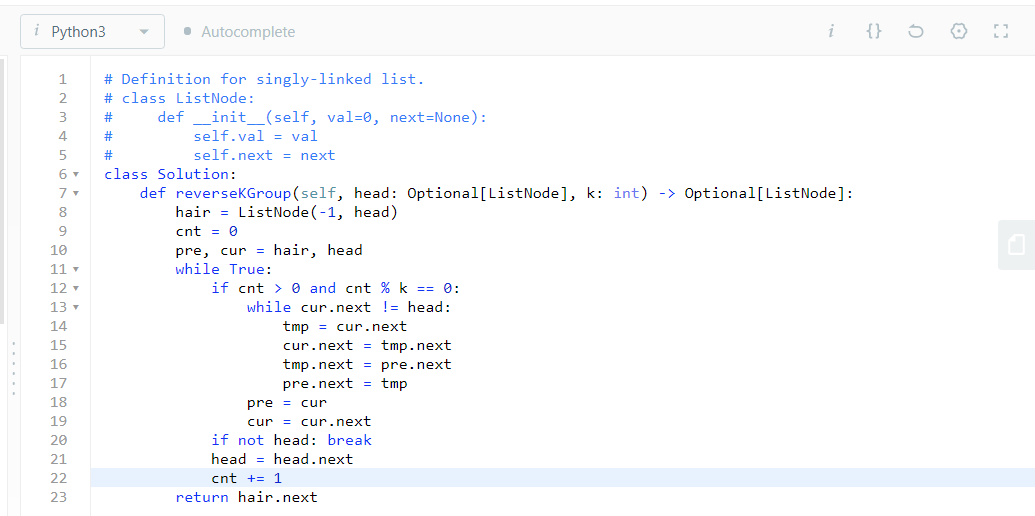 i Python3 Autocomplete i {}
1 # Definition for singly-linked list.
2 # class ListNode:
3 #     def __init__(self, val=0, next=None):
4 #         self.val = val
5 #         self.next = next
6 class Solution:
7     def reverseKGroup(self, head: Optional[ListNode], k: int) -> Optional[ListNode]:
8         hair = ListNode(-1, head)
9         cnt = 0
10         pre, cur = hair, head
11         while True:
12             if cnt > 0 and cnt % k == 0:
13                 while cur.next != head:
14                     tmp = cur.next
15                     cur.next = tmp.next
16                     tmp.next = pre.next
17                     pre.next = tmp
18                 pre = cur
19                 cur = cur.next
20             if not head: break
21             head = head.next
22             cnt += 1
23         return hair.next